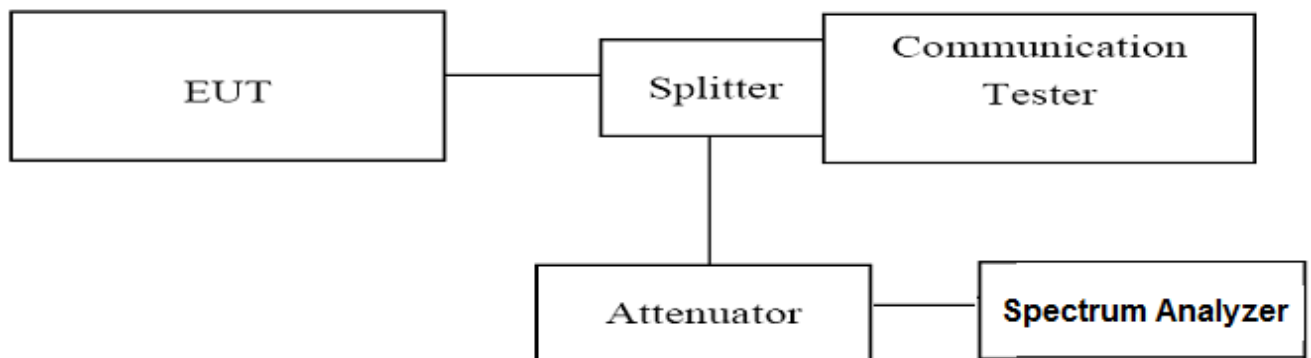 EUT
Splitter
Communication
Tester
Attenuator
Spectrum Analyzer